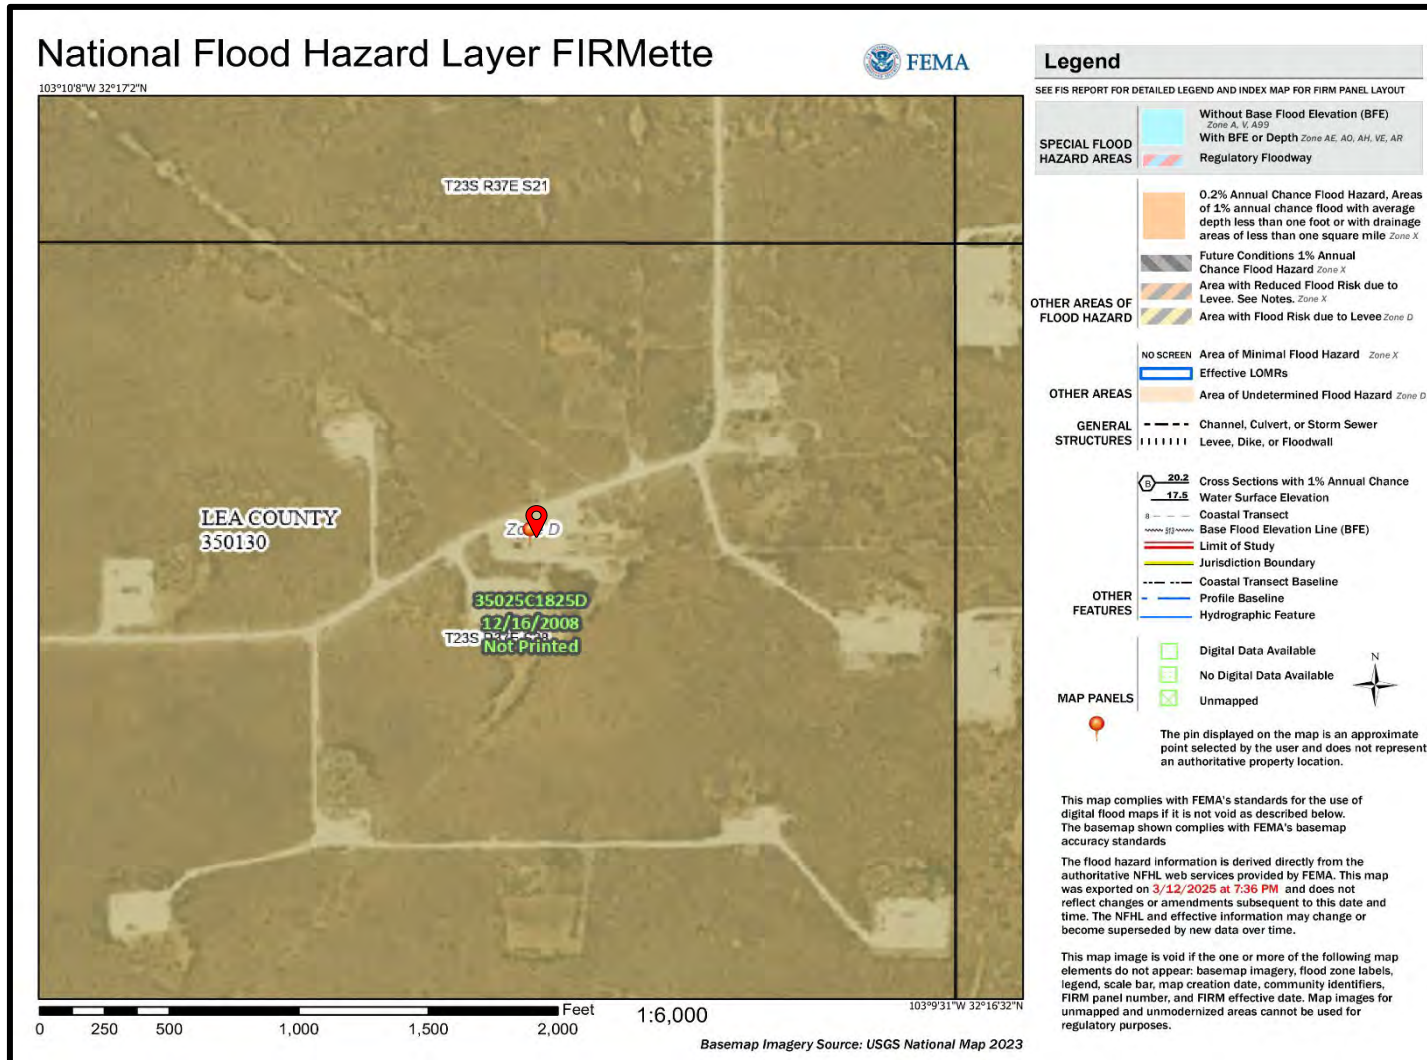 National Flood Hazard Layer FIRMette
FEMA
103°10'8"W 32°17'2"N
T23S R37E S21
LEA COUNTY
350130
Zone D
35025C1825D
12/16/2008
T23S R37E S28
Not Printed
103°9'31"W 32°16'32"N
Feet
0 250 500 1,000 1,500 2,000
1:6,000
Basemap Imagery Source: USGS National Map 2023
Legend
SEE FIS REPORT FOR DETAILED LEGEND AND INDEX MAP FOR FIRM PANEL LAYOUT
SPECIAL FLOOD
HAZARD AREAS
Without Base Flood Elevation (BFE)
Zone A, V, A99
With BFE or Depth Zone AE, AO, AH, VE, AR
Regulatory Floodway
OTHER AREAS OF
FLOOD HAZARD
0.2% Annual Chance Flood Hazard, Areas
of 1% annual chance flood with average
depth less than one foot or with drainage
areas of less than one square mile Zone X
Future Conditions 1% Annual
Chance Flood Hazard Zone X
Area with Reduced Flood Risk due to
Levee. See Notes. Zone X
Area with Flood Risk due to Levee Zone D
OTHER AREAS
NO SCREEN Area of Minimal Flood Hazard Zone X
Effective LOMRs
Area of Undetermined Flood Hazard Zone D
GENERAL
STRUCTURES
Channel, Culvert, or Storm Sewer
Levee, Dike, or Floodwall
OTHER
FEATURES
B 20.2 Cross Sections with 1% Annual Chance
17.5 Water Surface Elevation
8 Coastal Transect
513 Base Flood Elevation Line (BFE)
Limit of Study
Jurisdiction Boundary
Coastal Transect Baseline
Profile Baseline
Hydrographic Feature
MAP PANELS
Digital Data Available
No Digital Data Available
Unmapped
N
The pin displayed on the map is an approximate
point selected by the user and does not represent
an authoritative property location.
This map complies with FEMA's standards for the use of
digital flood maps if it is not void as described below.
The basemap shown complies with FEMA's basemap
accuracy standards
The flood hazard information is derived directly from the
authoritative NFHL web services provided by FEMA. This map
was exported on 3/12/2025 at 7:36 PM and does not
reflect changes or amendments subsequent to this date and
time. The NFHL and effective information may change or
become superseded by new data over time.
This map image is void if the one or more of the following map
elements do not appear: basemap imagery, flood zone labels,
legend, scale bar, map creation date, community identifiers,
FIRM panel number, and FIRM effective date. Map images for
unmapped and unmodernized areas cannot be used for
regulatory purposes.